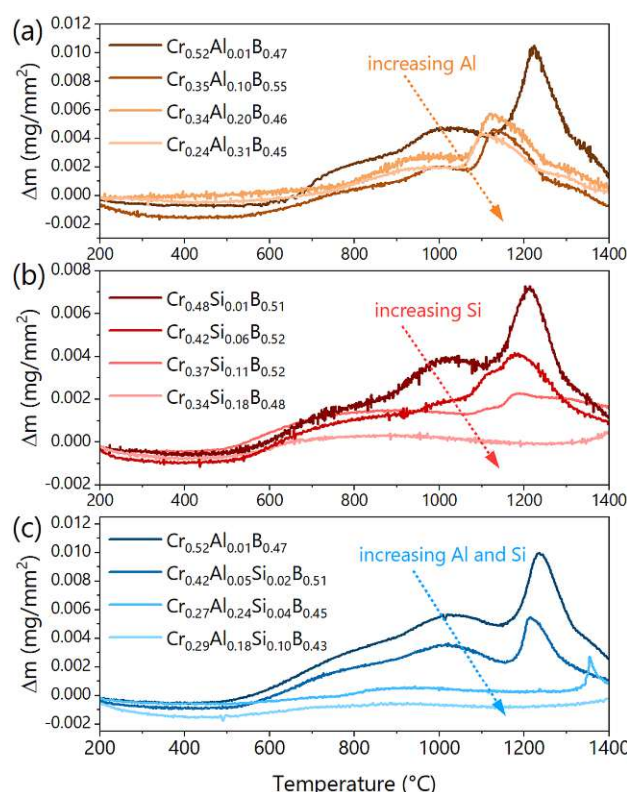 (a)
0.012
0.010
0.008
0.006
0.004
0.002
0.000
-0.002
Δm (mg/mm²)
Cr₀.₅₂Al₀.₀₁B₀.₄₇
Cr₀.₃₅Al₀.₁₀B₀.₅₅
Cr₀.₃₄Al₀.₂₀B₀.₄₆
Cr₀.₂₄Al₀.₃₁B₀.₄₅
increasing Al
200 400 600 800 1000 1200 1400
(b)
0.008
0.006
0.004
0.002
0.000
-0.002
Δm (mg/mm²)
Cr₀.₄₈Si₀.₀₁B₀.₅₁
Cr₀.₄₂Si₀.₀₆B₀.₅₂
Cr₀.₃₇Si₀.₁₁B₀.₅₂
Cr₀.₃₄Si₀.₁₈B₀.₄₈
increasing Si
200 400 600 800 1000 1200 1400
(c)
0.012
0.010
0.008
0.006
0.004
0.002
0.000
-0.002
Δm (mg/mm²)
Cr₀.₅₂Al₀.₀₁B₀.₄₇
Cr₀.₄₂Al₀.₀₅Si₀.₀₂B₀.₅₁
Cr₀.₂₇Al₀.₂₄Si₀.₀₄B₀.₄₅
Cr₀.₂₉Al₀.₁₈Si₀.₁₀B₀.₄₃
increasing Al and Si
200 400 600 800 1000 1200 1400
Temperature (°C)